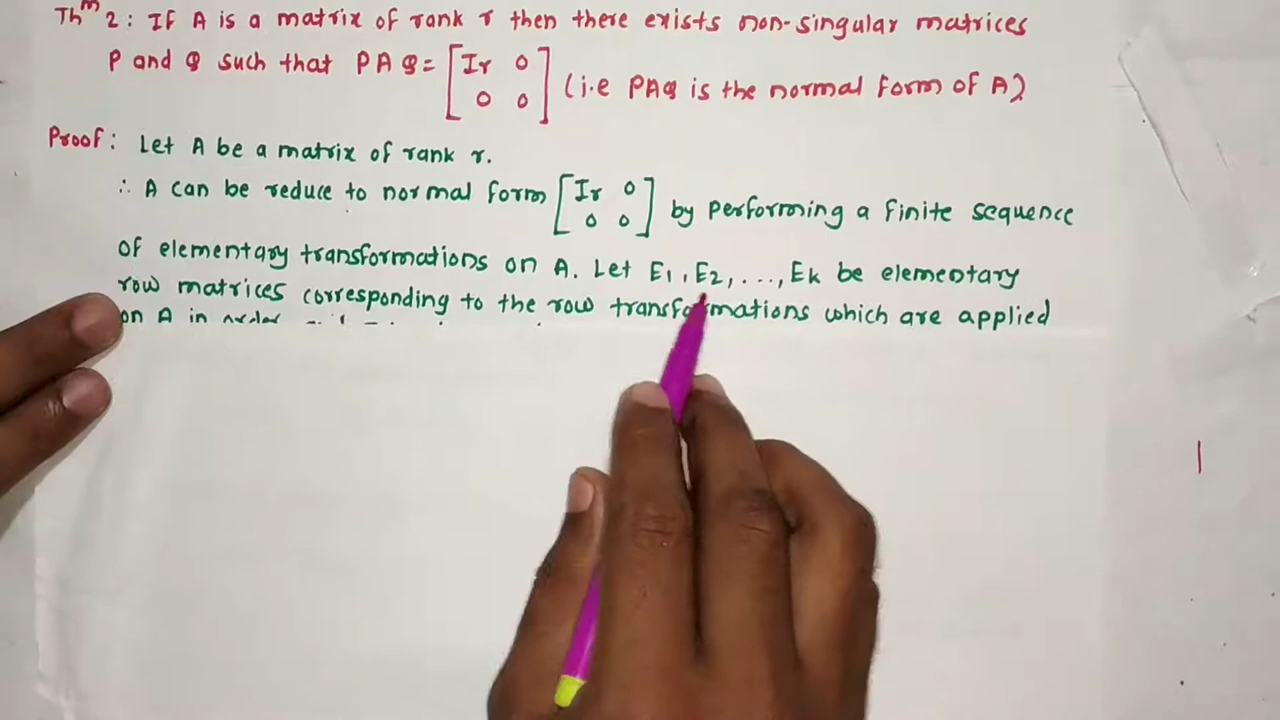 Thm 2: If A is a matrix of rank r then there exists non-singular matrices
P and Q such that PAQ = [Ir 0 0 0] (i.e PAQ is the normal form of A).
Proof: Let A be a matrix of rank r.
∴ A can be reduce to normal form [Ir 0 0 0] by performing a finite sequence
of elementary transformations on A. Let E1, E2, ..., Ek be elementary
row matrices corresponding to the row transformations which are applied
on A in order